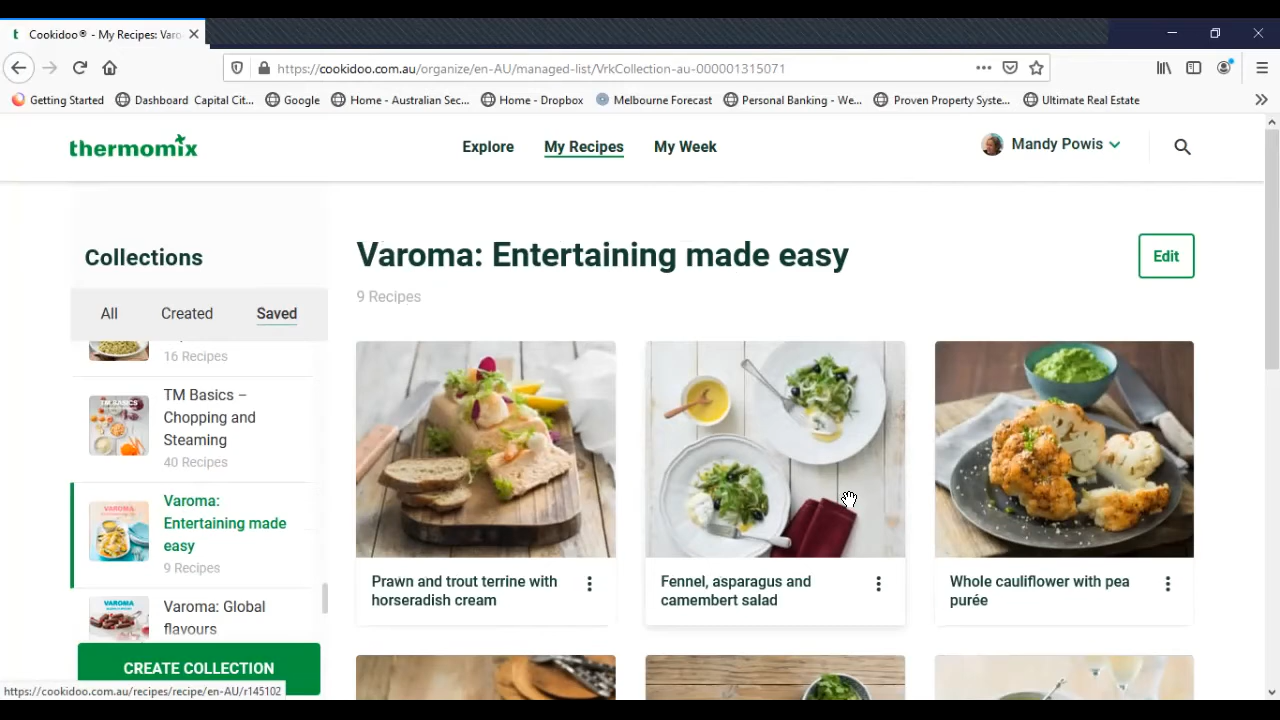 Cookidoo® - My Recipes: Varo
https://cookidoo.com.au/organize/en-AU/managed-list/VrkCollection-au-000001315071
Getting Started Dashboard Capital Cit... Google Home - Australian Sec... Home - Dropbox Melbourne Forecast Personal Banking - We... Proven Property Syste... Ultimate Real Estate
thermomix Explore My Recipes My Week Mandy Powis
Collections
All Created Saved
16 Recipes
TM Basics –
Chopping and
Steaming
40 Recipes
Varoma:
Entertaining made
easy
9 Recipes
Varoma: Global
flavours
CREATE COLLECTION
https://cookidoo.com.au/recipes/recipe/en-AU/r145102
Varoma: Entertaining made easy
Edit
9 Recipes
Prawn and trout terrine with
horseradish cream
Fennel, asparagus and
camembert salad
Whole cauliflower with pea
purée
TM BASICS
VAROMA
VAROMA